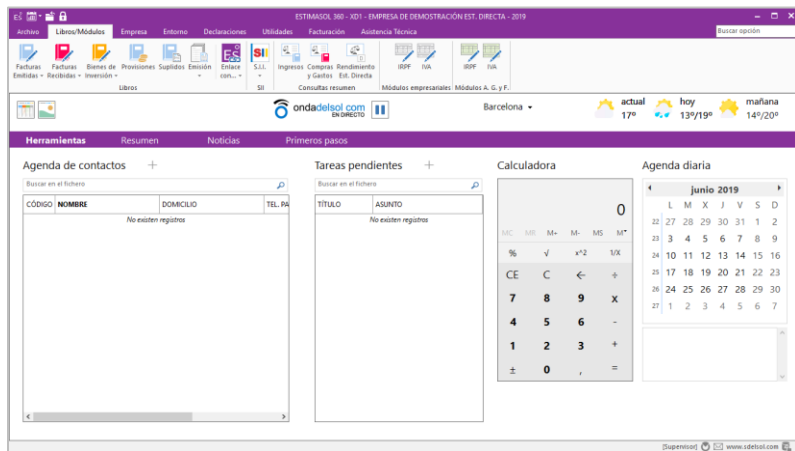 ESTIMASOL 360 - XD1 - EMPRESA DE DEMOSTRACIÓN EST. DIRECTA - 2019
Archivo Libros/Módulos Empresa Entorno Declaraciones Utilidades Facturación Asistencia Técnica Buscar opción
Facturas Emitidas Facturas Recibidas Bienes de Inversión Provisiones Suplidos Emisión Enlace con... S.I.I. Ingresos Compras y Gastos Rendimiento Est. Directa IRPF IVA IRPF IVA
Libros SII Consultas resumen Módulos empresariales Módulos A. G. y F.
ondadelsol com
EN DIRECTO
Barcelona
actual
17º
hoy
13º/19º
mañana
14º/20º
Herramientas Resumen Noticias Primeros pasos
Agenda de contactos +
Buscar en el fichero
CÓDIGO NOMBRE DOMICILIO TEL. PA
No existen registros
Tareas pendientes +
Buscar en el fichero
TÍTULO ASUNTO
No existen registros
Calculadora
0
MC MR M+ M- MS M
% √ x^2 1/X
CE C ← ÷
7 8 9 x
4 5 6 -
1 2 3 +
± 0 , =
Agenda diaria
junio 2019
L M X J V S D
22 27 28 29 30 31 1 2
23 3 4 5 6 7 8 9
24 10 11 12 13 14 15 16
25 17 18 19 20 21 22 23
26 24 25 26 27 28 29 30
27 1 2 3 4 5 6 7
[Supervisor] www.sdelsol.com